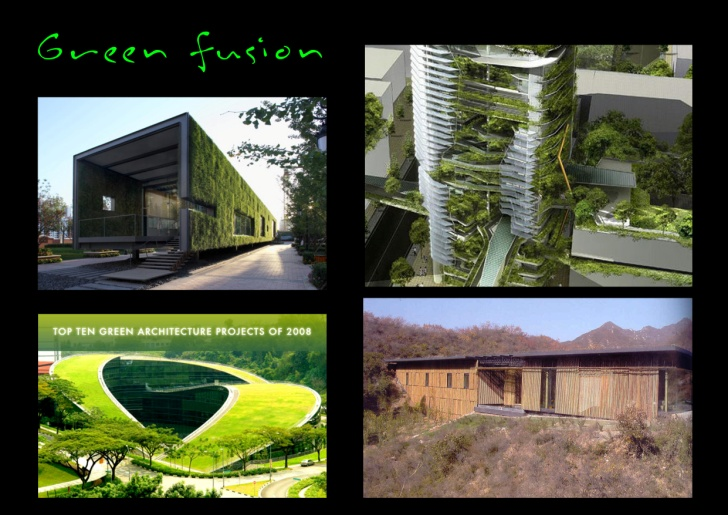 Green fusion
TOP TEN GREEN ARCHITECTURE PROJECTS OF 2008